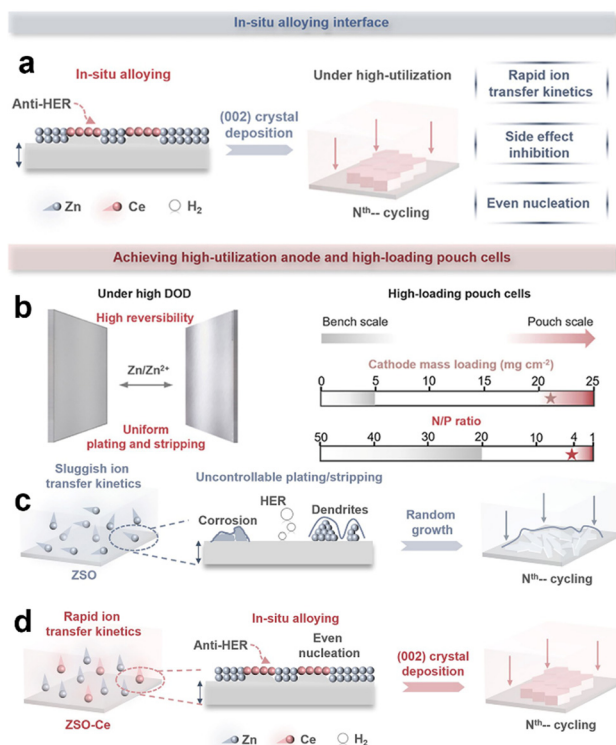 In-situ alloying interface
a
In-situ alloying
Anti-HER
(002) crystal
deposition
Under high-utilization
Nth-- cycling
Rapid ion
transfer kinetics
Side effect
inhibition
Even nucleation
Zn
Ce
H2
Achieving high-utilization anode and high-loading pouch cells
b
Under high DOD
High reversibility
Zn/Zn2+
Uniform
plating and stripping
High-loading pouch cells
Bench scale
Pouch scale
Cathode mass loading (mg cm-2)
0 5 10 15 20 25
N/P ratio
50 40 30 20 10 4 1
c
Sluggish ion
transfer kinetics
ZSO
Uncontrollable plating/stripping
Corrosion
HER
Dendrites
Random
growth
Nth-- cycling
d
Rapid ion
transfer kinetics
ZSO-Ce
In-situ alloying
Anti-HER
Even
nucleation
(002) crystal
deposition
Nth-- cycling
Zn
Ce
H2